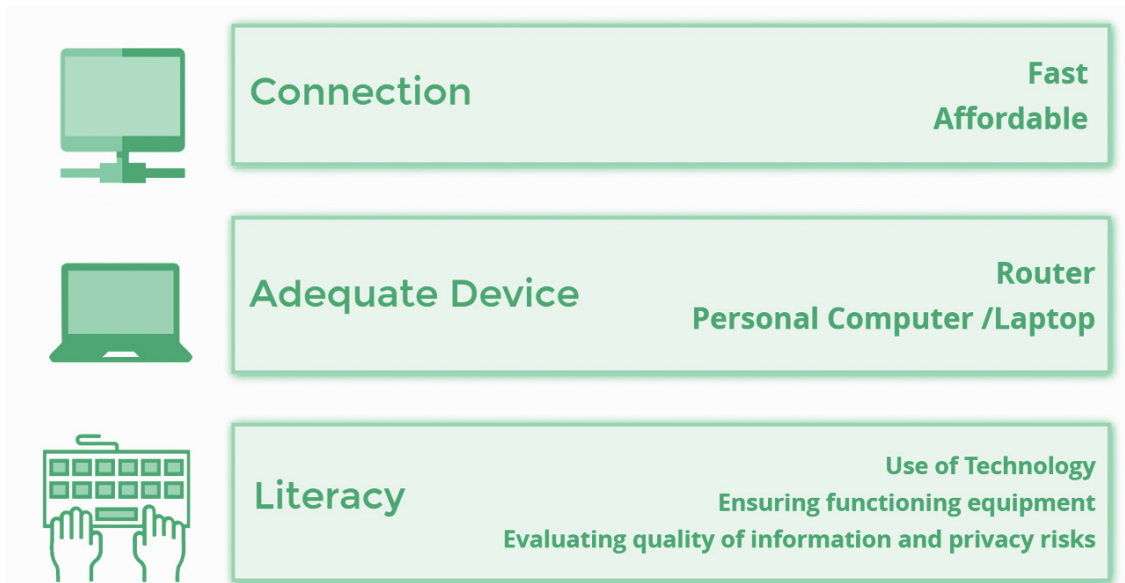 Connection
Fast
Affordable
Adequate Device
Router
Personal Computer /Laptop
Literacy
Use of Technology
Ensuring functioning equipment
Evaluating quality of information and privacy risks